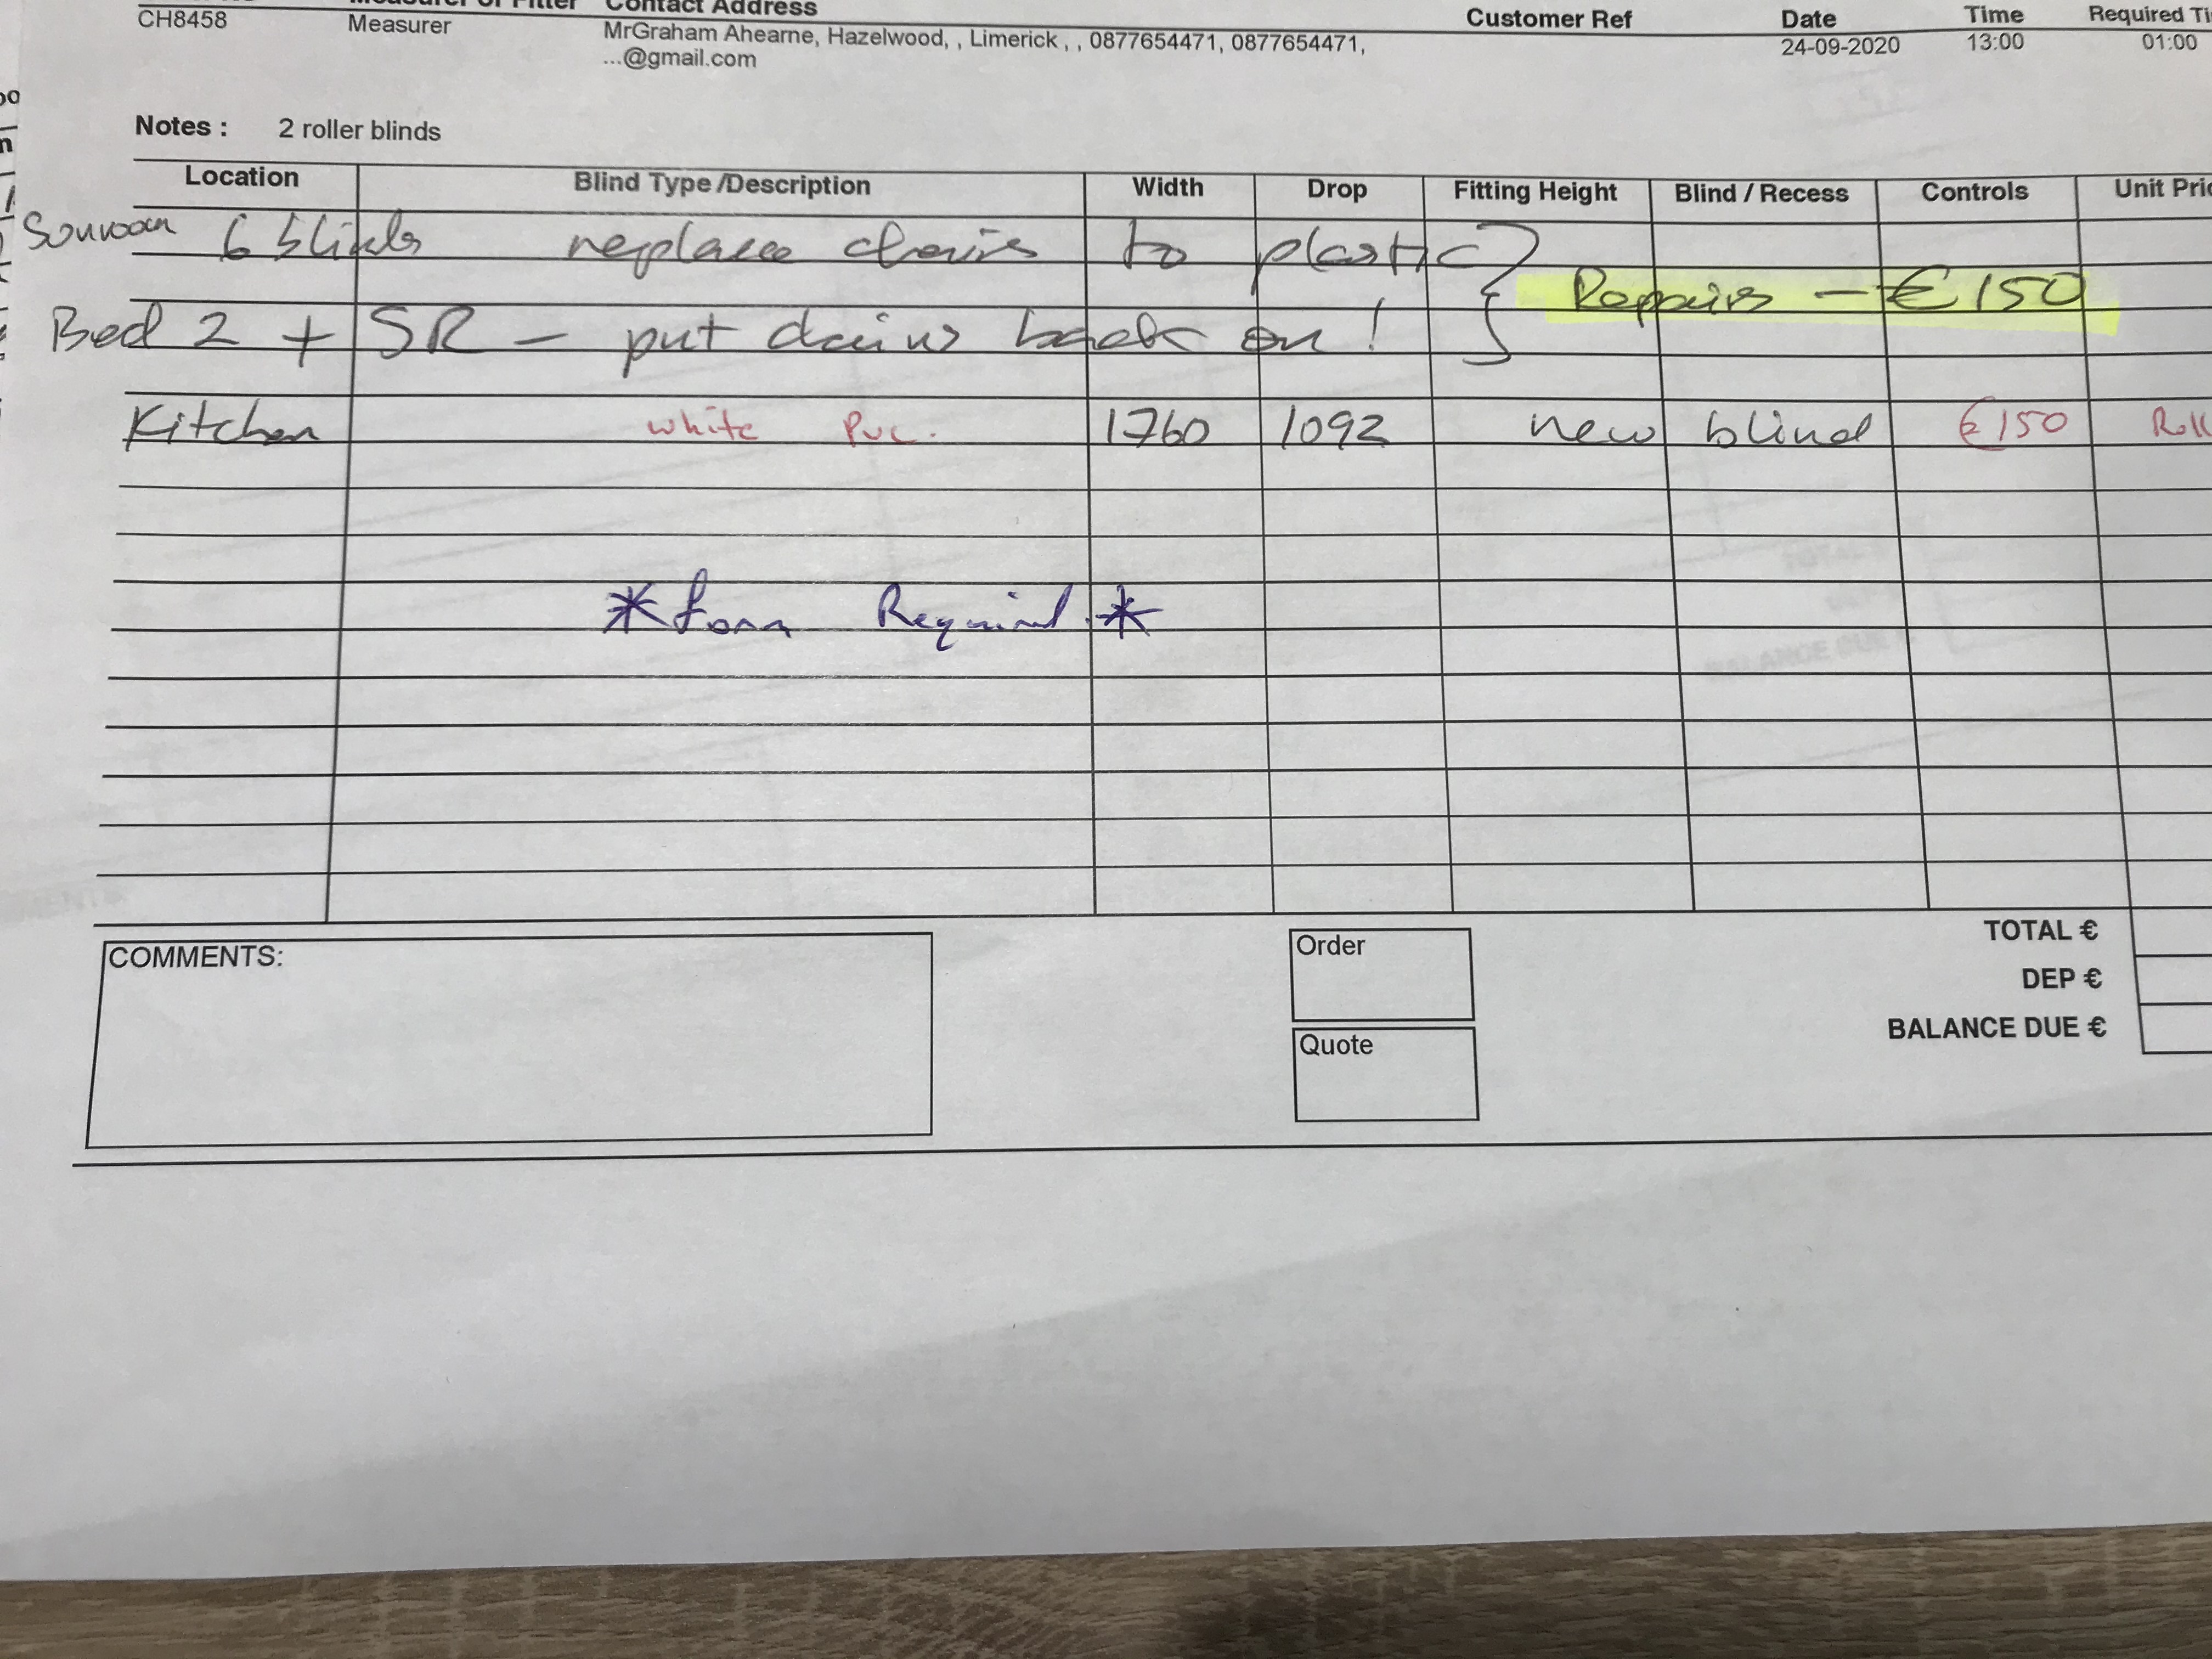 Contact Address Customer Ref Date Time Required Ti
CH8458 Measurer MrGraham Ahearne, Hazelwood, , Limerick , , 0877654471, 0877654471, 24-09-2020 13:00 01:00
...@gmail.com
Notes : 2 roller blinds
Location Blind Type /Description Width Drop Fitting Height Blind / Recess Controls Unit Pric
6 blinds replace chains to plastic
Repairs - €150
Bed 2 + SR - put chains back on!
Kitchen white PVC. 1760 1092 new blind €150 Roll
* form Required. *
COMMENTS:
Order
Quote
TOTAL €
DEP €
BALANCE DUE €